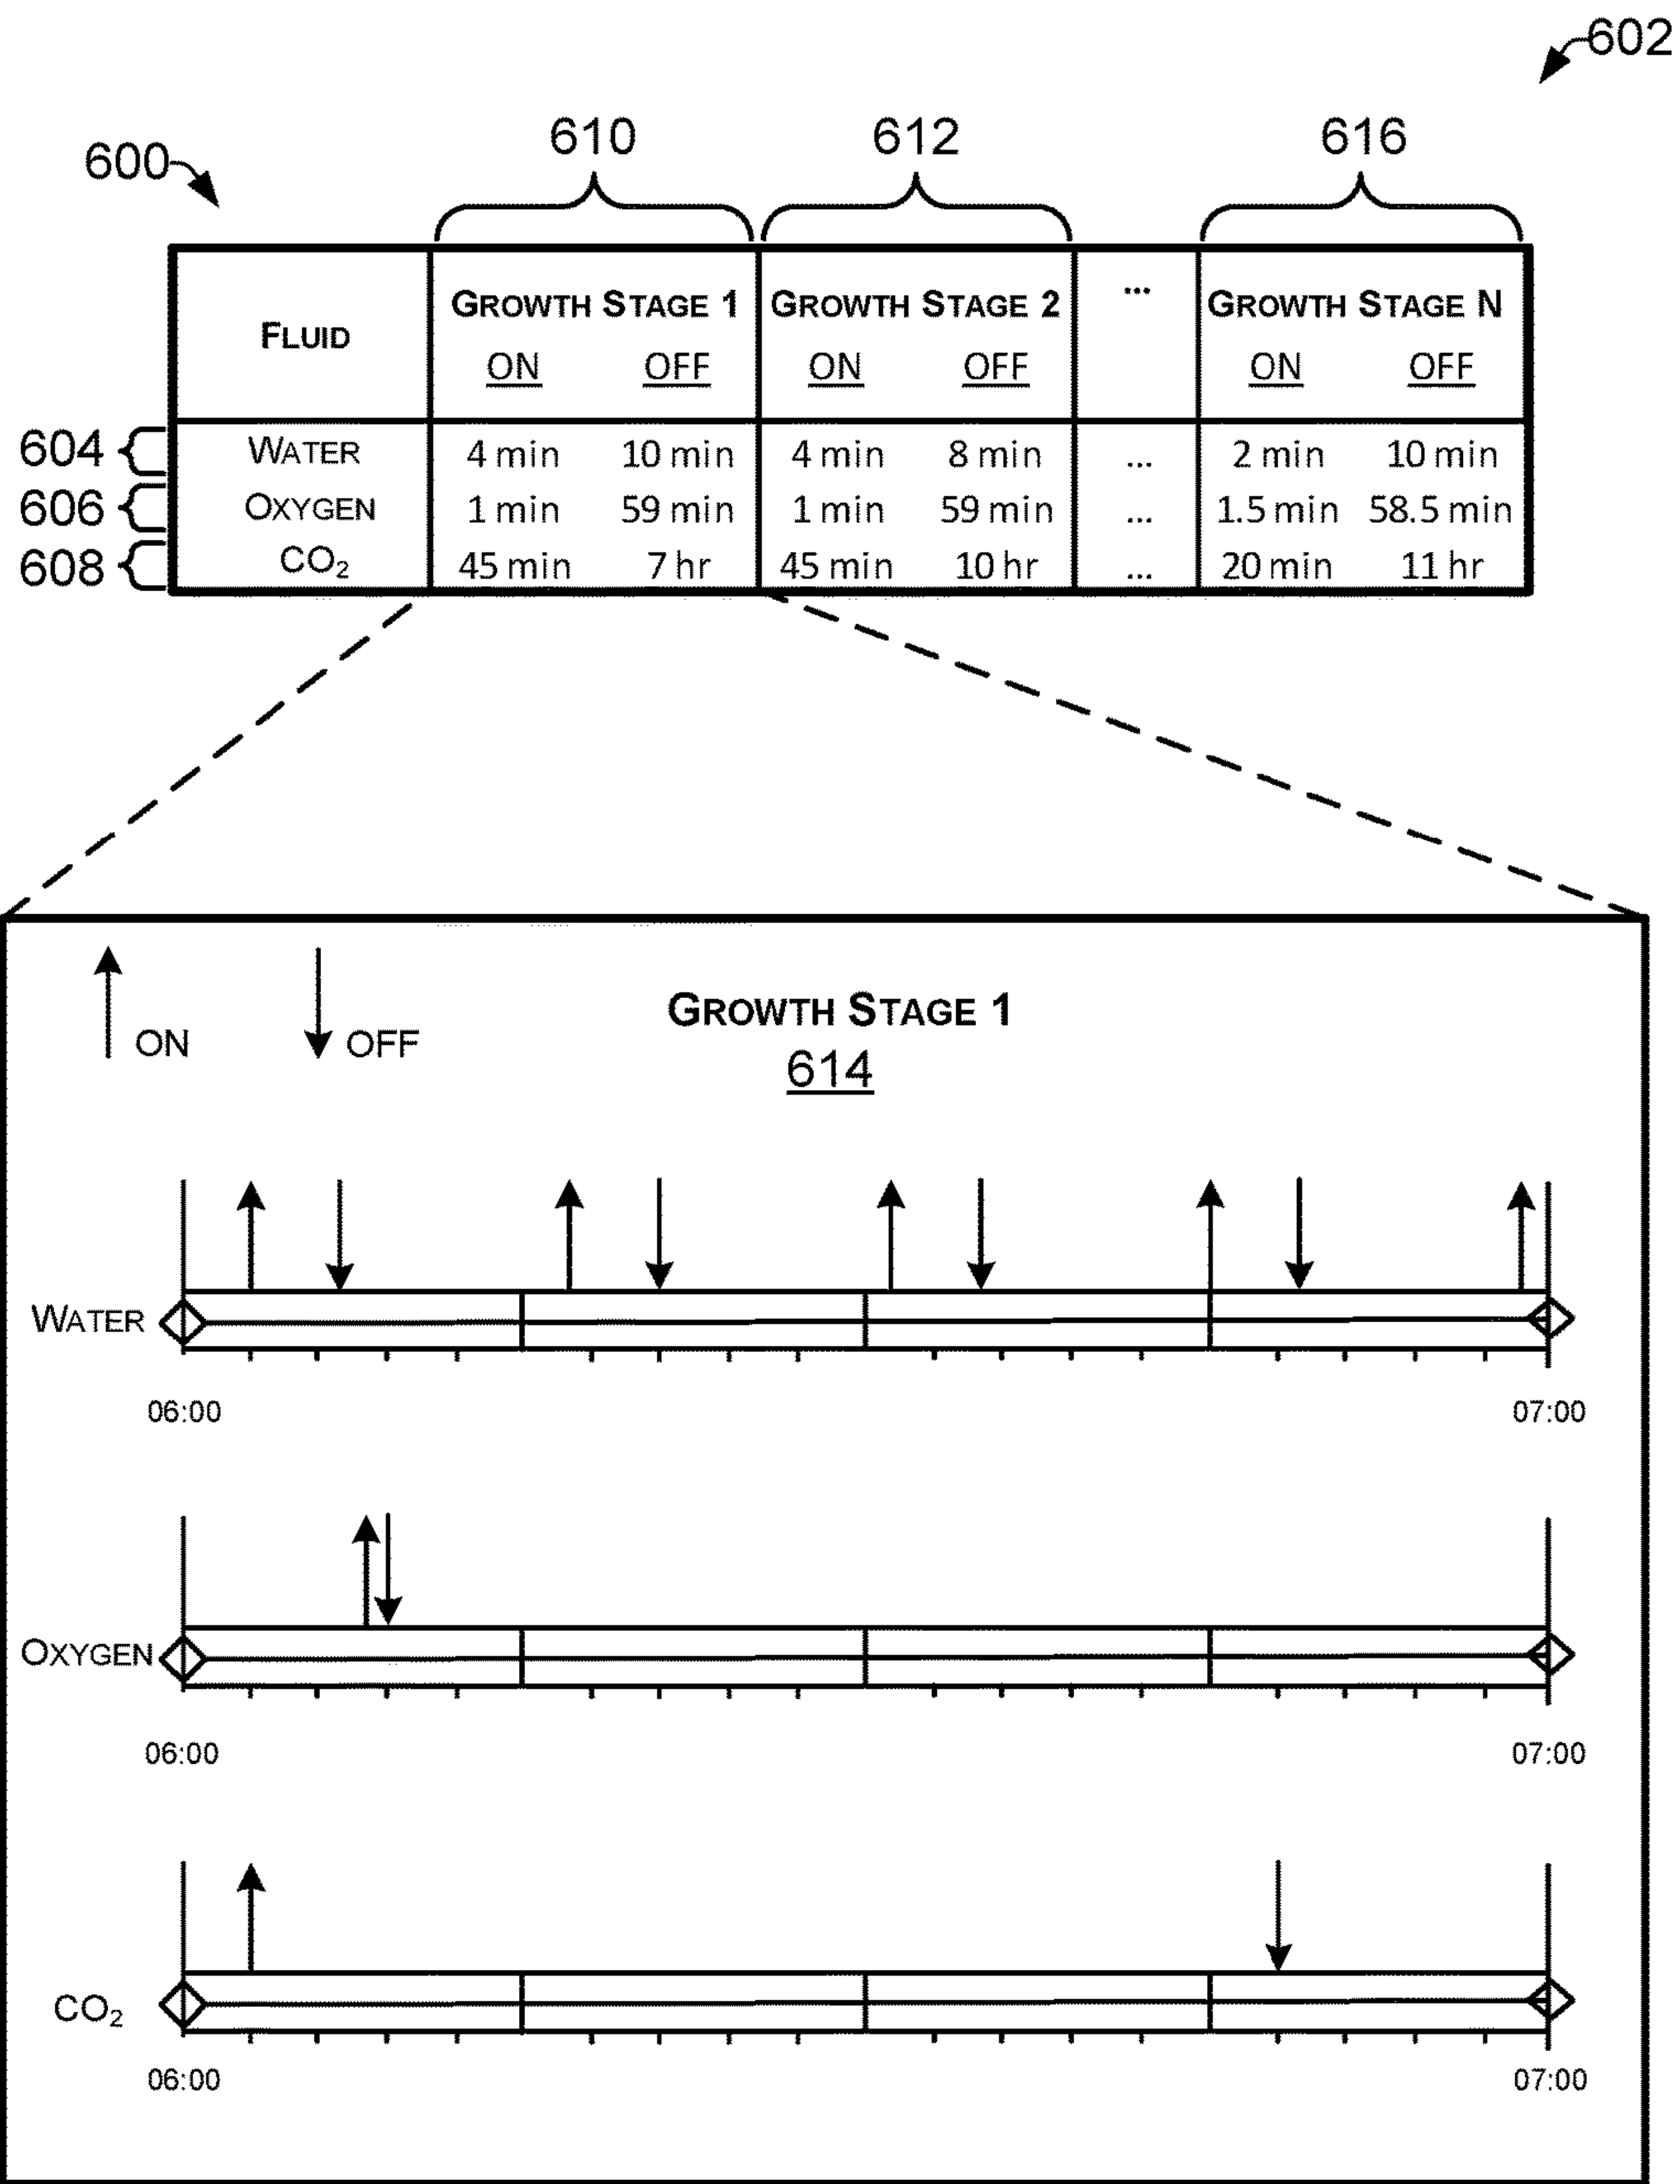 602
610 612 616
600
FLUID GROWTH STAGE 1 GROWTH STAGE 2 ... GROWTH STAGE N
ON OFF ON OFF ON OFF
604 WATER 4 min 10 min 4 min 8 min ... 2 min 10 min
606 OXYGEN 1 min 59 min 1 min 59 min ... 1.5 min 58.5 min
608 CO₂ 45 min 7 hr 45 min 10 hr ... 20 min 11 hr
ON OFF GROWTH STAGE 1
614
WATER
06:00 07:00
OXYGEN
06:00 07:00
CO₂
06:00 07:00